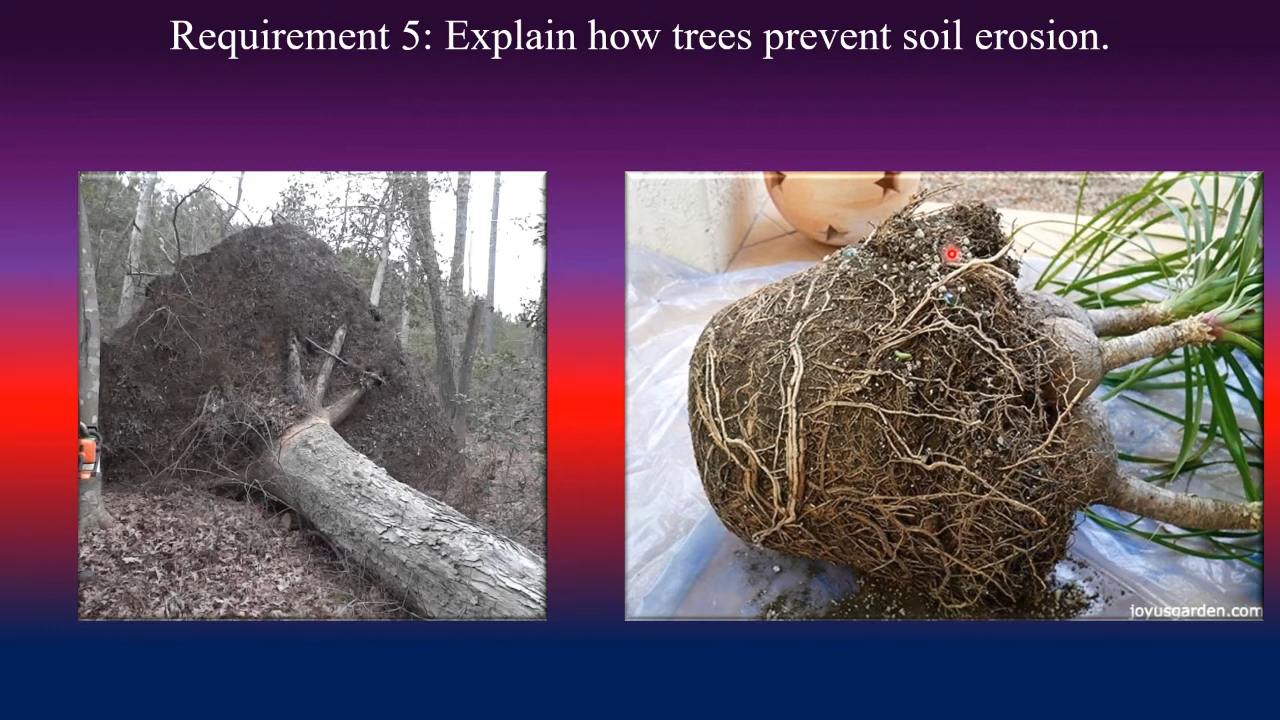 Requirement 5: Explain how trees prevent soil erosion.
joyusgarden.com